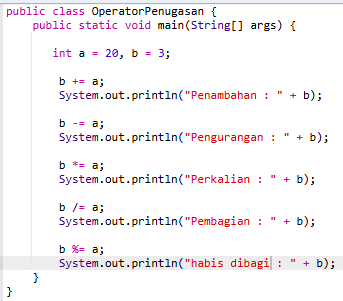 public class OperatorPenugasan {
public static void main(String[] args) {
int a = 20, b = 3;
b += a;
System.out.println("Penambahan : " + b);
b -= a;
System.out.println("Pengurangan : " + b);
b *= a;
System.out.println("Perkalian : " + b);
b /= a;
System.out.println("Pembagian : " + b);
b %= a;
System.out.println("habis dibagi : " + b);
}
}